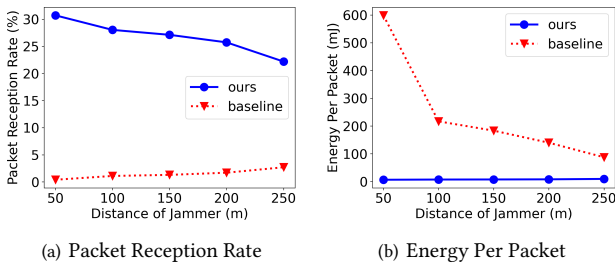 Packet Reception Rate (%)
30
25
20
15
10
5
0
ours
baseline
50 100 150 200 250
Distance of Jammer (m)
(a) Packet Reception Rate
Energy Per Packet (mJ)
600
500
400
300
200
100
0
ours
baseline
50 100 150 200 250
Distance of Jammer (m)
(b) Energy Per Packet